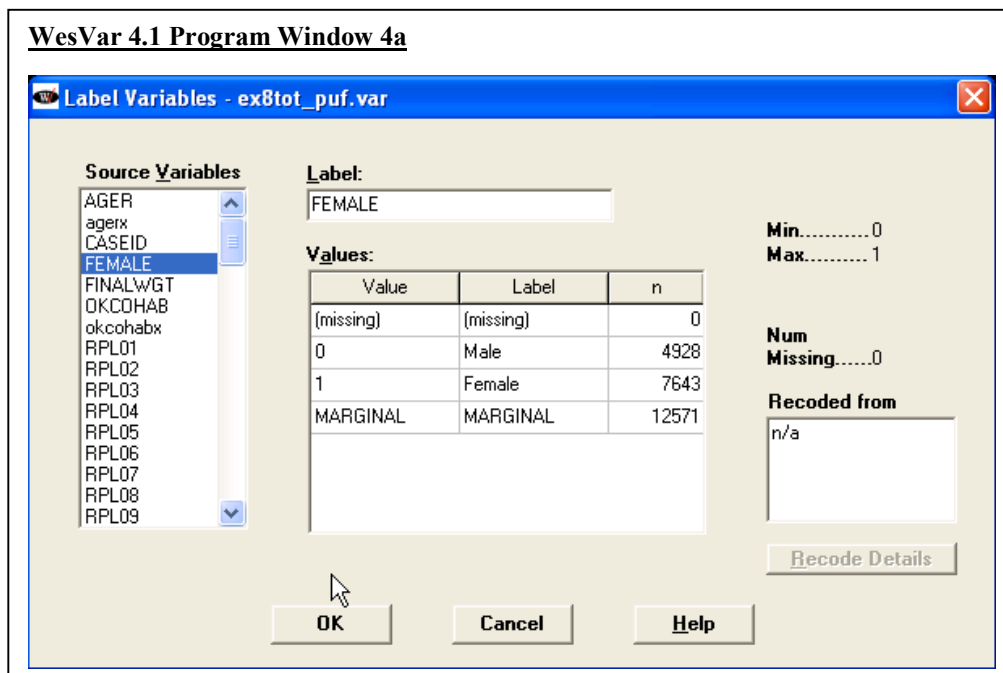 WesVar 4.1 Program Window 4a
Label Variables - ex8tot_puf.var
Source Variables
AGER
agerx
CASEID
FEMALE
FINALWGT
OKCOHAB
okcohabx
RPL01
RPL02
RPL03
RPL04
RPL05
RPL06
RPL07
RPL08
RPL09
Label:
FEMALE
Values:
Value Label n
(missing) (missing) 0
0 Male 4928
1 Female 7643
MARGINAL MARGINAL 12571
Min...........0
Max..........1
Num
Missing......0
Recoded from
n/a
Recode Details
OK Cancel Help